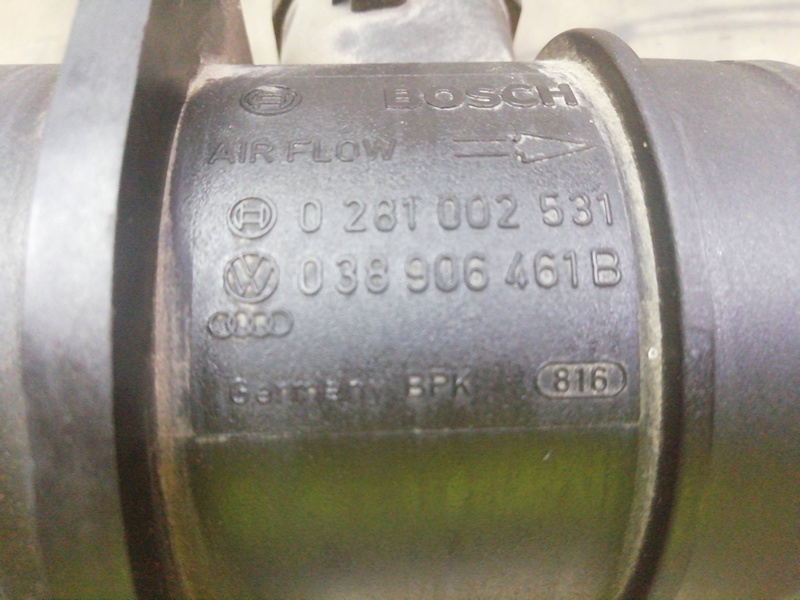 BOSCH
AIR FLOW
0 281 002 531
038 906 461B
Germany BPK 816